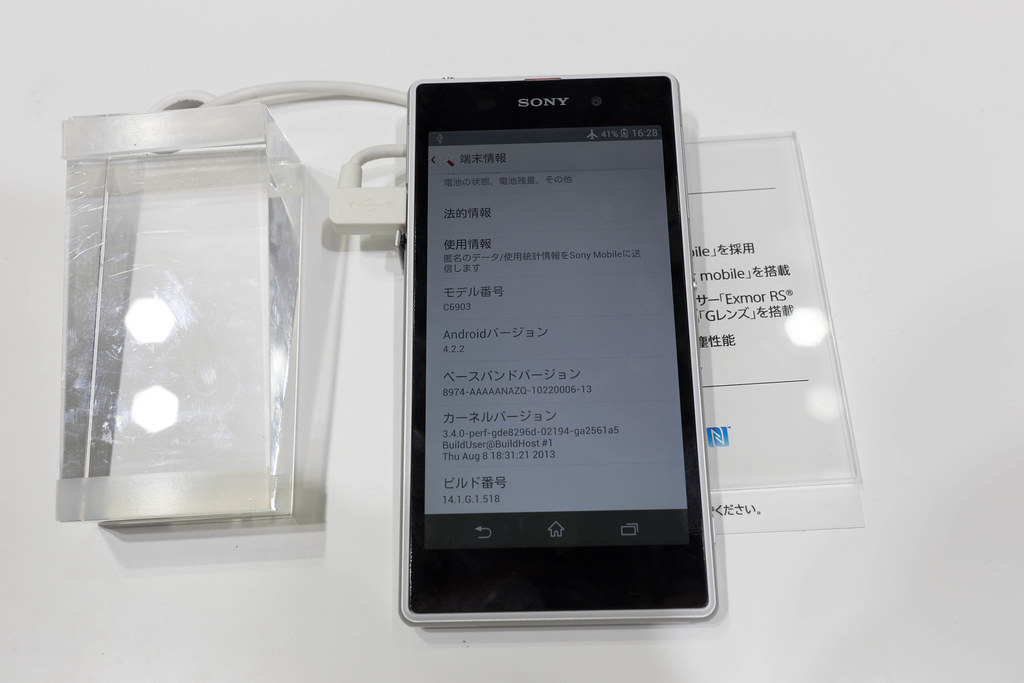 SONY
41% 16:28
端末情報
電池の状態、電池残量、その他
法的情報
使用情報
匿名のデータ/使用統計情報をSony Mobileに送
信します
モデル番号
C6903
Androidバージョン
4.2.2
ベースバンドバージョン
8974-AAAAANAZQ-10220006-13
カーネルバージョン
3.4.0-perf-gde8296d-02194-ga2561a5
BuildUser@BuildHost #1
Thu Aug 8 18:31:21 2013
ビルド番号
14.1.G.1.518
bile」を採用
mobile」を搭載
サー「Exmor RS®
「Gレンズ」を搭載
塵性能
N
ください。